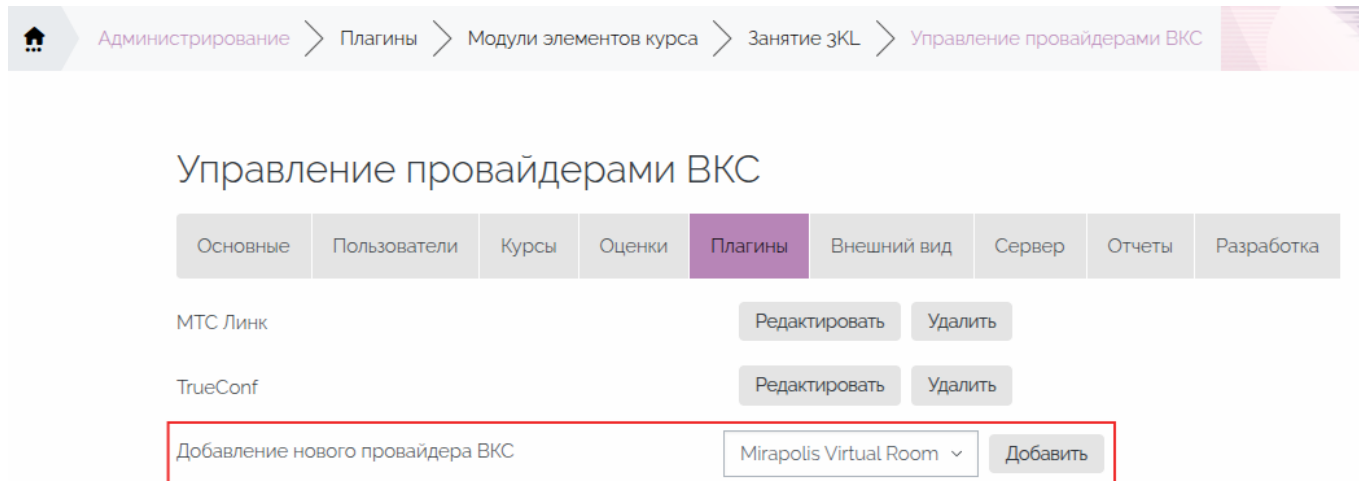 Администрирование Плагины Модули элементов курса Занятие 3KL Управление провайдерами ВКС
Управление провайдерами ВКС
Основные Пользователи Курсы Оценки Плагины Внешний вид Сервер Отчеты Разработка
МТС Линк Редактировать Удалить
TrueConf Редактировать Удалить
Добавление нового провайдера ВКС Mirapolis Virtual Room Добавить